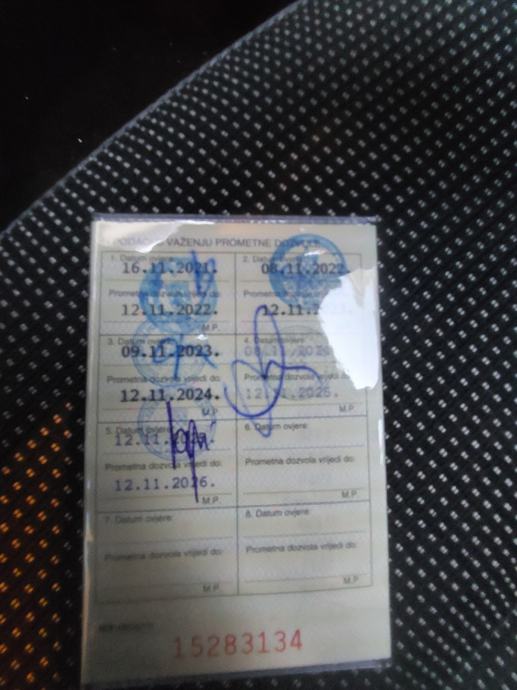 VAŽENJU PROMETNE DOZVOLE
1. Datum ovjere: 2. Datum
16.11.2021. 08.11.2022.
Prometna Prometna dozvola
12.11.2022. 12.11.
M.P.
3. Datum ovjere: 4. Datum ovjere:
09.11.2023.
Prometna dozvola vrijedi do: Prometna dozvola vrijedi do:
12.11.2024. 12.11.2025.
M.P. M.P.
5. Datum ovjere: 6. Datum ovjere:
12.11.
Prometna dozvola vrijedi do: Prometna dozvola vrijedi do:
12.11.2026.
M.P. M.P.
7. Datum ovjere: 8. Datum ovjere:
Prometna dozvola vrijedi do: Prometna dozvola vrijedi do:
M.P. M.P.
15283134